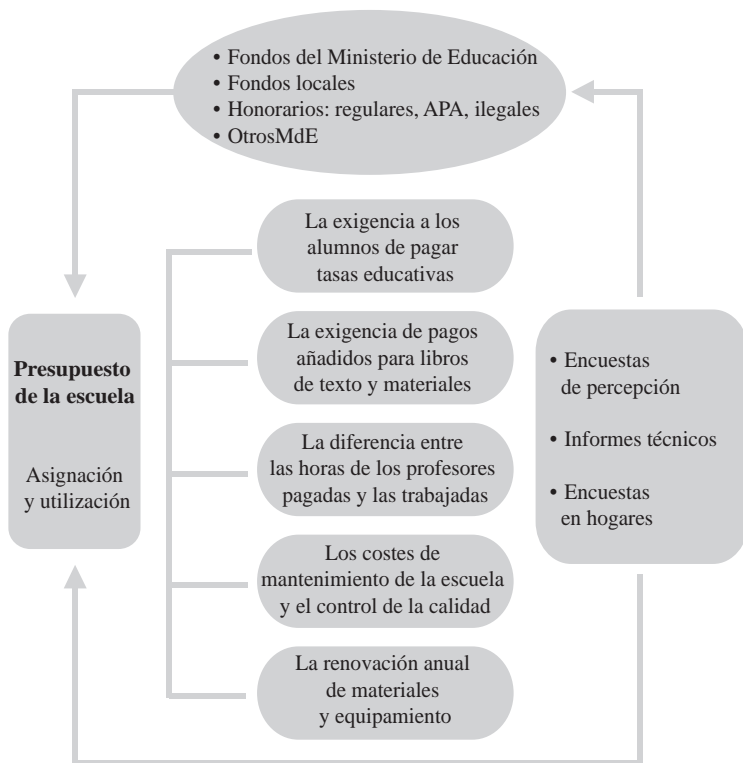 • Fondos del Ministerio de Educación
• Fondos locales
• Honorarios: regulares, APA, ilegales
• OtrosMdE
La exigencia a los
alumnos de pagar
tasas educativas
La exigencia de pagos
añadidos para libros
de texto y materiales
La diferencia entre
las horas de los profesores
pagadas y las trabajadas
Los costes de
mantenimiento de la escuela
y el control de la calidad
La renovación anual
de materiales
y equipamiento
Presupuesto
de la escuela
Asignación
y utilización
• Encuestas
de percepción
• Informes técnicos
• Encuestas
en hogares